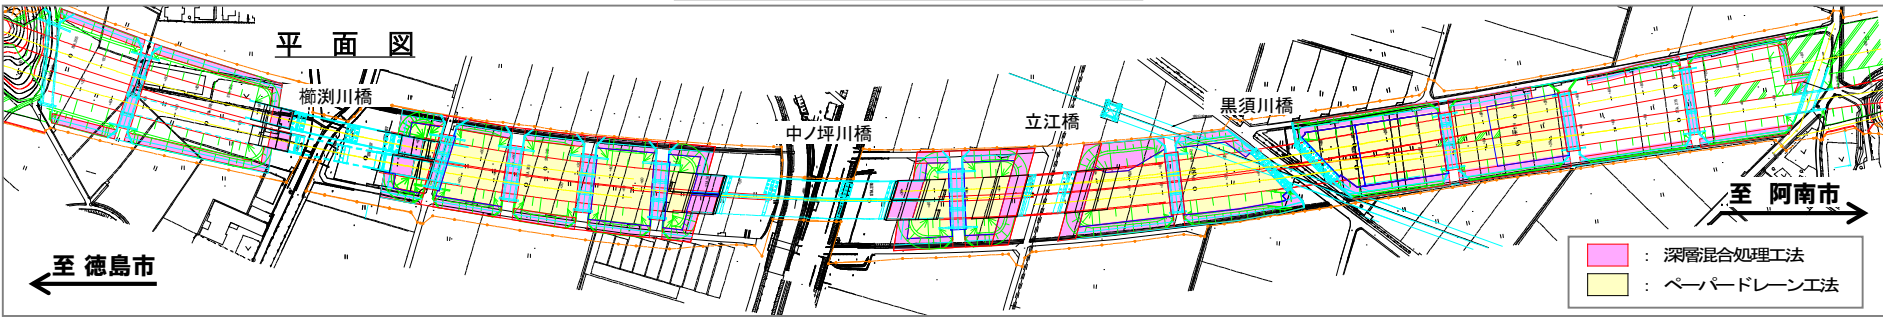 平 面 図
櫛渕川橋
中ノ坪川橋
立江橋
黒須川橋
至 阿南市
至 徳島市
： 深層混合処理工法
： ペーパードレーン工法